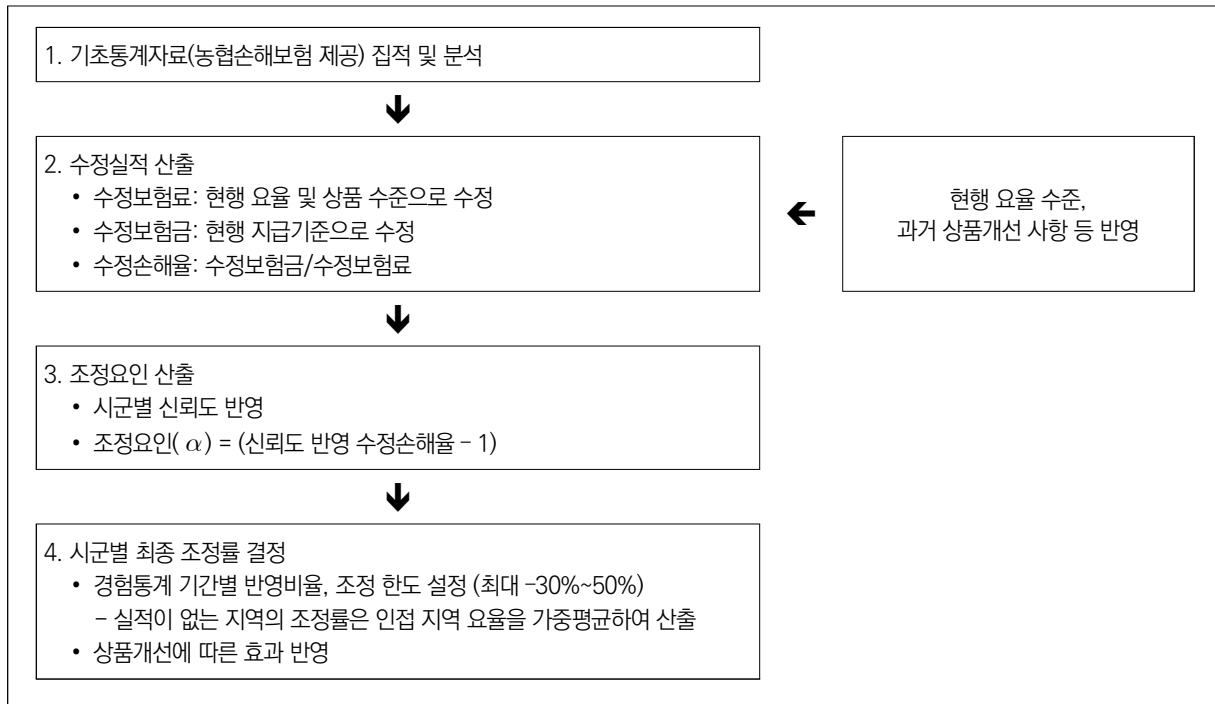 1. 기초통계자료(농협손해보험 제공) 집적 및 분석
2. 수정실적 산출
• 수정보험료: 현행 요율 및 상품 수준으로 수정
• 수정보험금: 현행 지급기준으로 수정
• 수정손해율: 수정보험금/수정보험료
현행 요율 수준,
과거 상품개선 사항 등 반영
3. 조정요인 산출
• 시군별 신뢰도 반영
• 조정요인( α) = (신뢰도 반영 수정손해율 - 1)
4. 시군별 최종 조정률 결정
• 경험통계 기간별 반영비율, 조정 한도 설정 (최대 -30%~50%)
- 실적이 없는 지역의 조정률은 인접 지역 요율을 가중평균하여 산출
• 상품개선에 따른 효과 반영